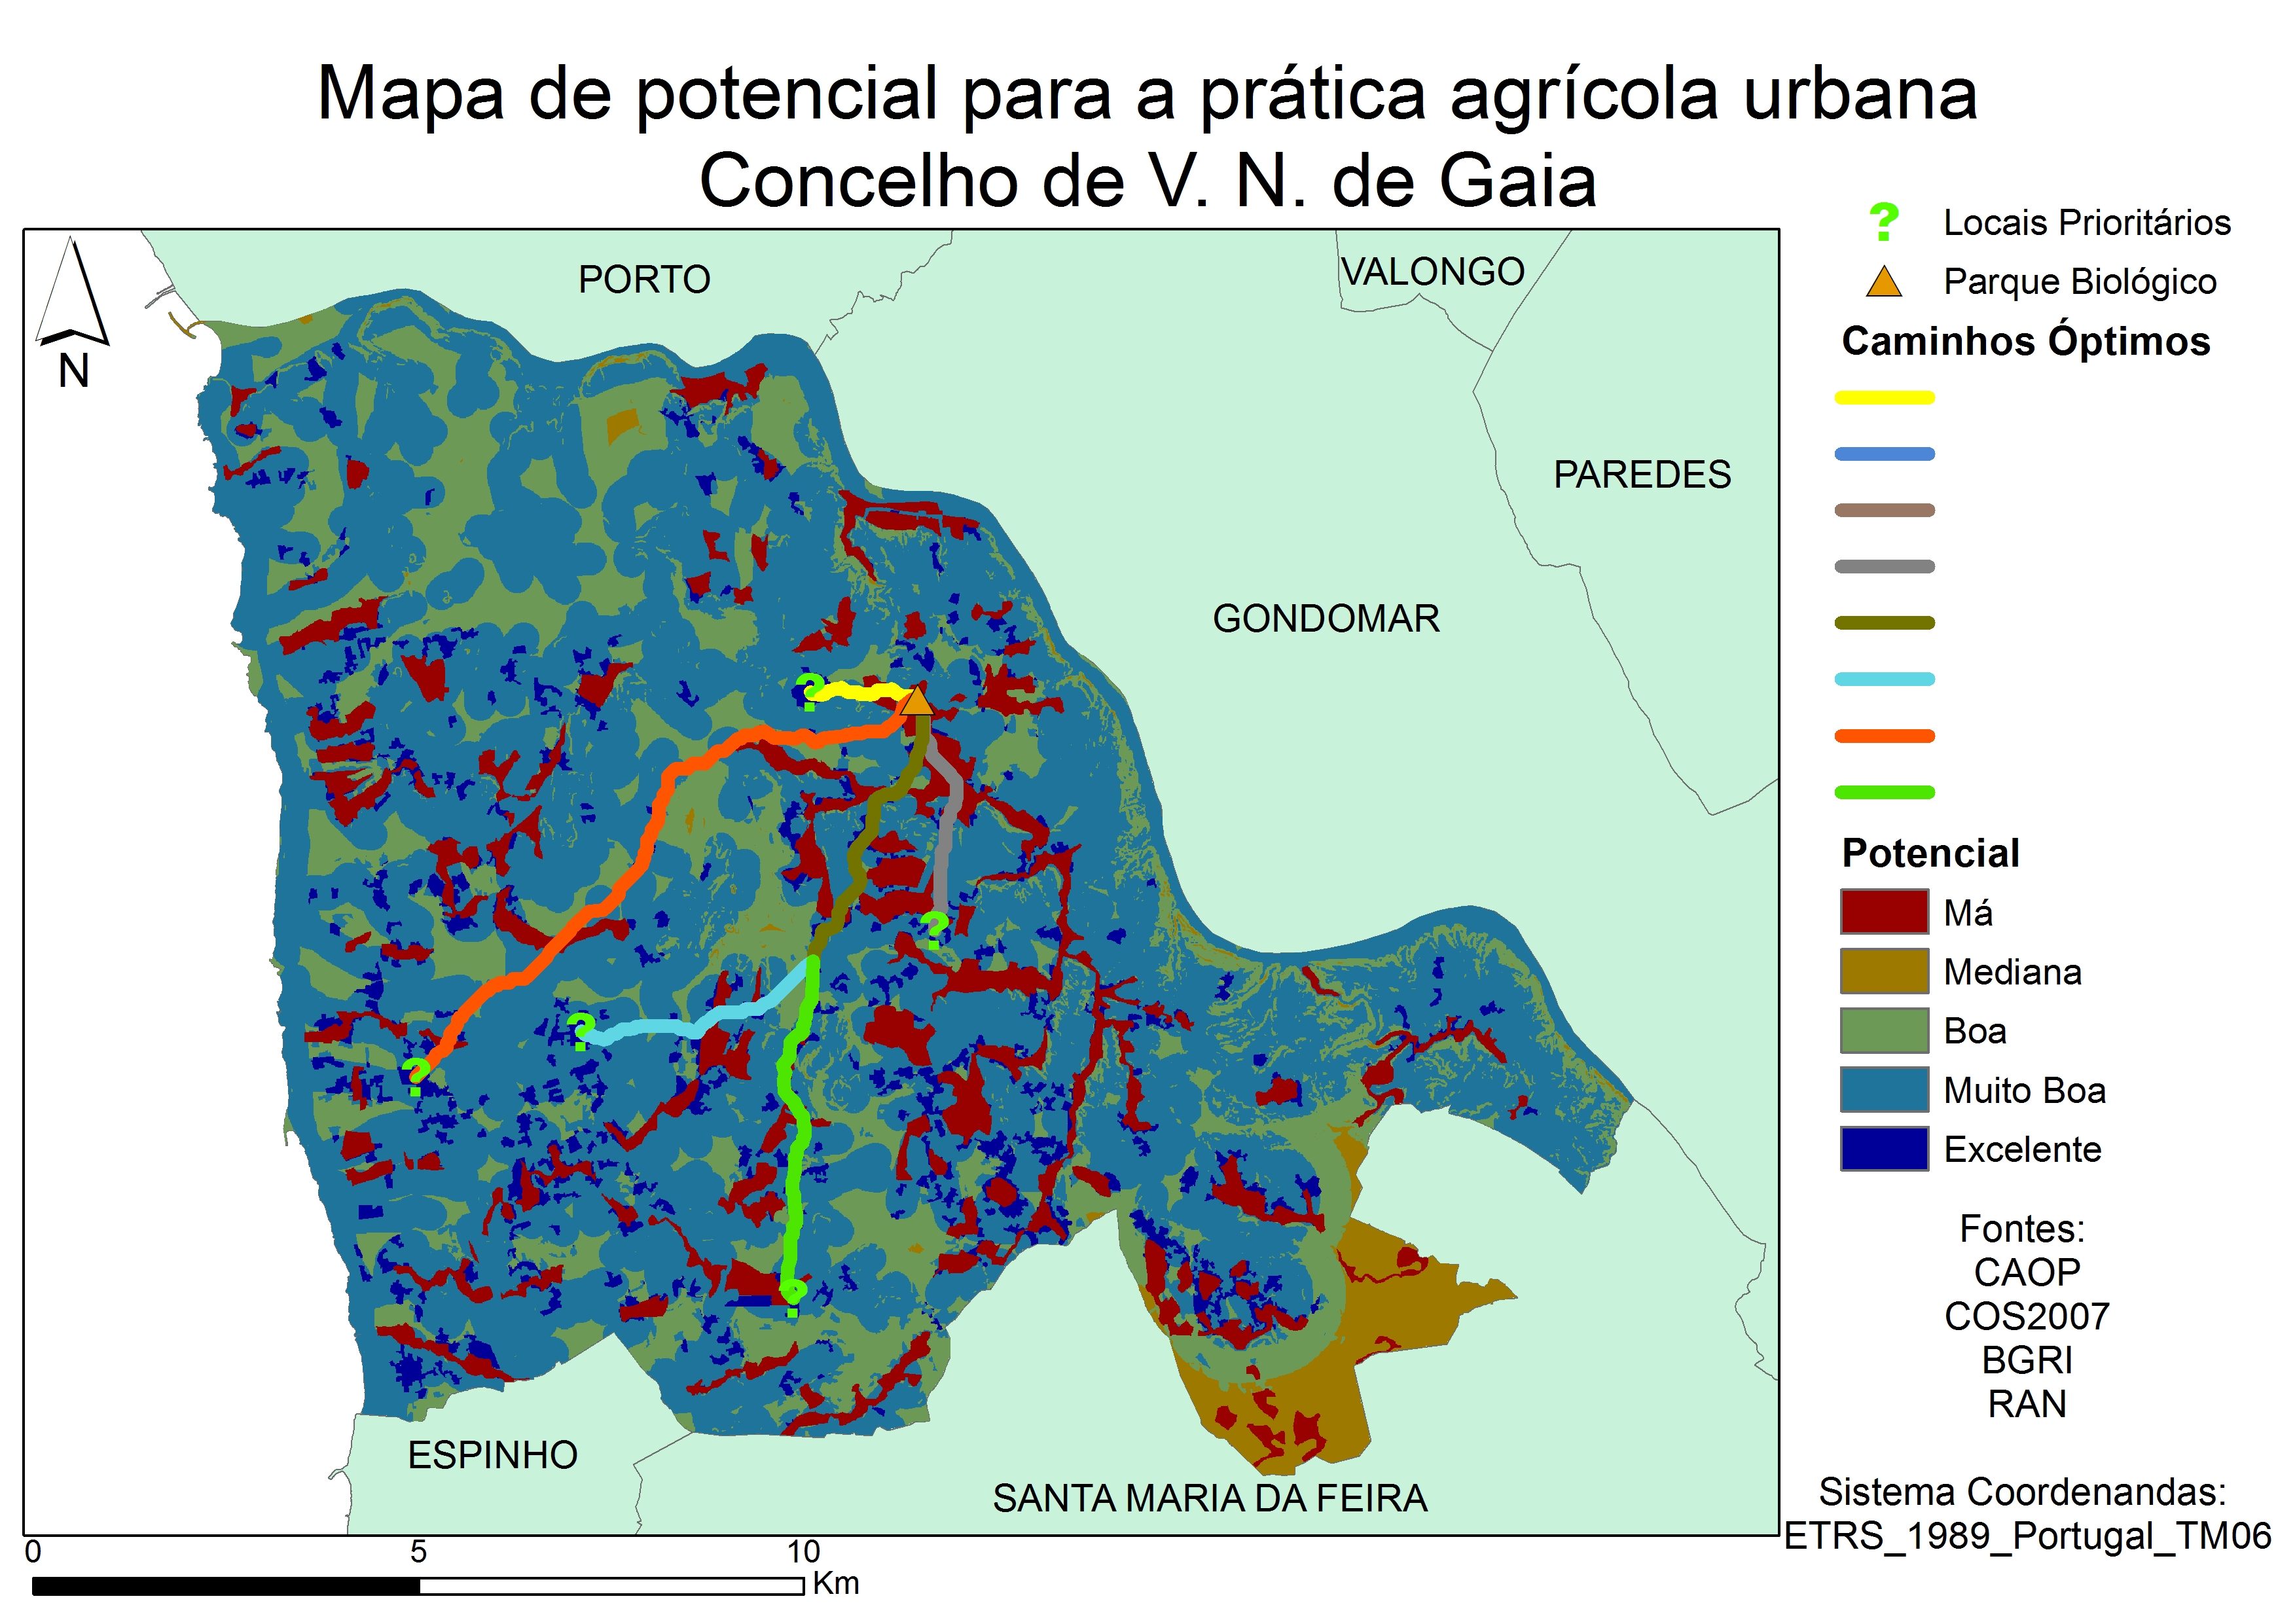 Mapa de potencial para a prática agrícola urbana
Concelho de V. N. de Gaia
? Locais Prioritários
Parque Biológico
Caminhos Óptimos
Potencial
Má
Mediana
Boa
Muito Boa
Excelente
Fontes:
CAOP
COS2007
BGRI
RAN
Sistema Coordenandas:
ETRS_1989_Portugal_TM06
N
PORTO
VALONGO
PAREDES
GONDOMAR
?
?
?
?
?
ESPINHO
SANTA MARIA DA FEIRA
0 5 10
Km